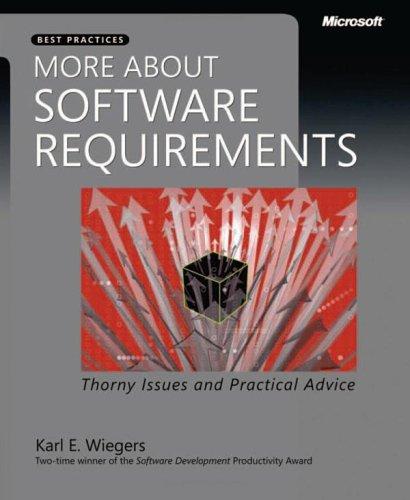 Microsoft®
BEST PRACTICES
MORE ABOUT
SOFTWARE
REQUIREMENTS
Thorny Issues and Practical Advice
Karl E. Wiegers
Two-time winner of the Software Development Productivity Award